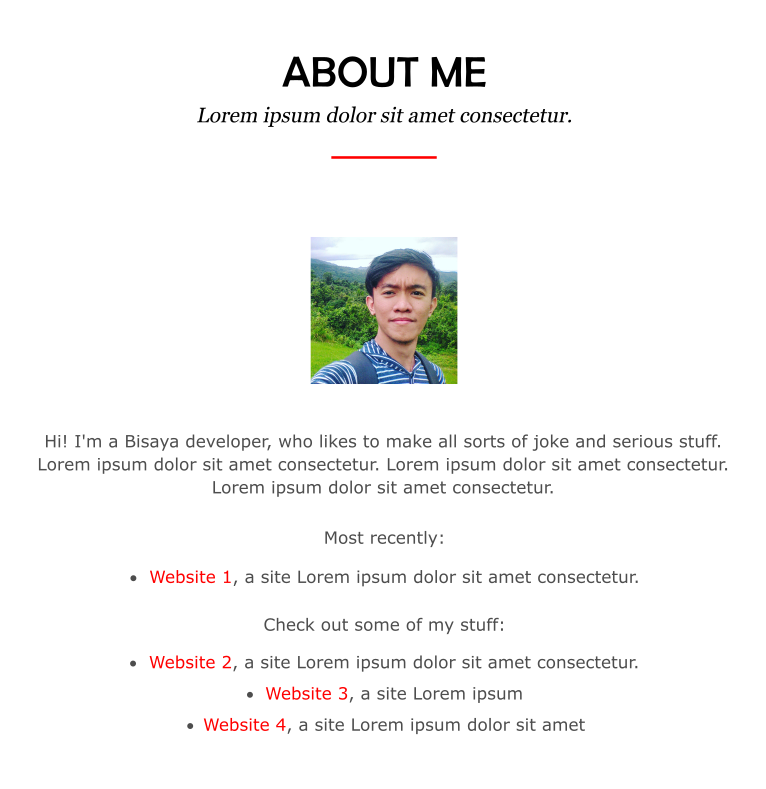 ABOUT ME
Lorem ipsum dolor sit amet consectetur.
Hi! I'm a Bisaya developer, who likes to make all sorts of joke and serious stuff.
Lorem ipsum dolor sit amet consectetur. Lorem ipsum dolor sit amet consectetur.
Lorem ipsum dolor sit amet consectetur.
Most recently:
• Website 1, a site Lorem ipsum dolor sit amet consectetur.
Check out some of my stuff:
• Website 2, a site Lorem ipsum dolor sit amet consectetur.
• Website 3, a site Lorem ipsum
• Website 4, a site Lorem ipsum dolor sit amet